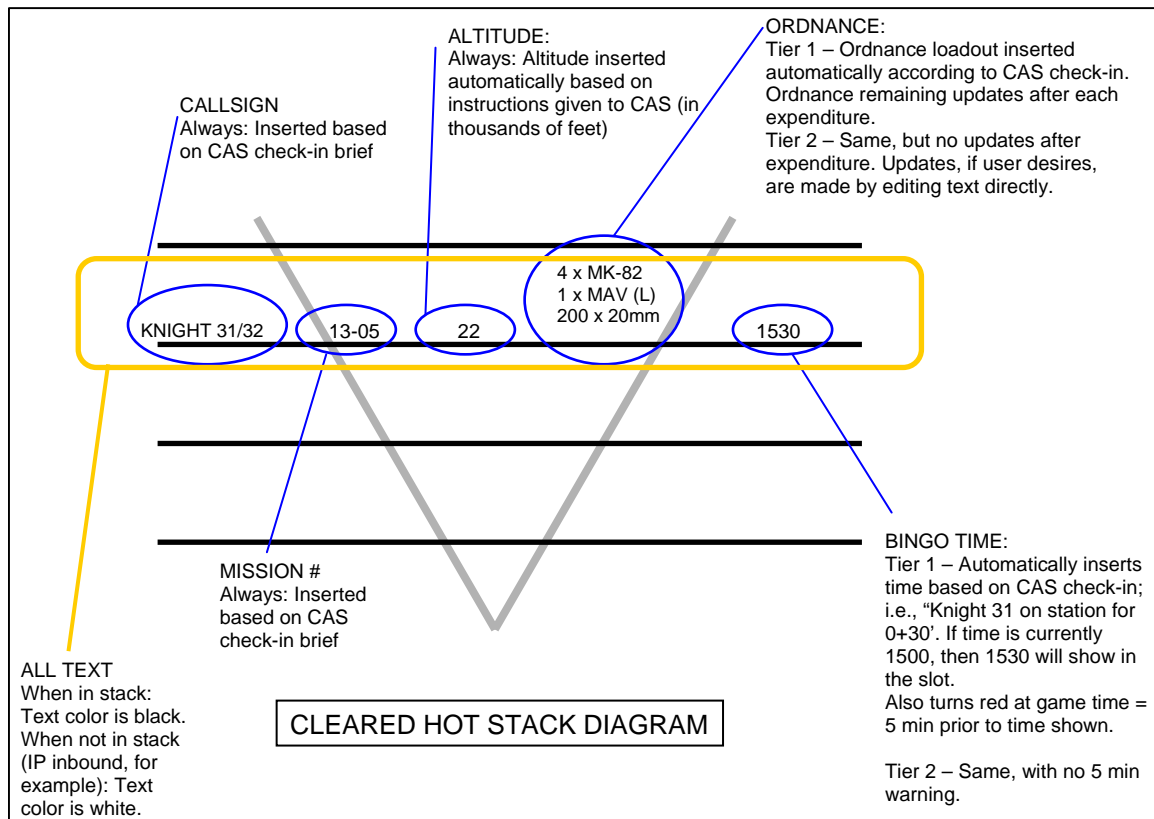 ALTITUDE:
Always: Altitude inserted
automatically based on
instructions given to CAS (in
thousands of feet)
ORDNANCE:
Tier 1 – Ordnance loadout inserted
automatically according to CAS check-in.
Ordnance remaining updates after each
expenditure.
Tier 2 – Same, but no updates after
expenditure. Updates, if user desires,
are made by editing text directly.
CALLSIGN
Always: Inserted based
on CAS check-in brief
4 x MK-82
1 x MAV (L)
200 x 20mm
KNIGHT 31/32
13-05
22
1530
MISSION #
Always: Inserted
based on CAS
check-in brief
BINGO TIME:
Tier 1 – Automatically inserts
time based on CAS check-in;
i.e., “Knight 31 on station for
0+30’. If time is currently
1500, then 1530 will show in
the slot.
Also turns red at game time =
5 min prior to time shown.
Tier 2 – Same, with no 5 min
warning.
ALL TEXT
When in stack:
Text color is black.
When not in stack
(IP inbound, for
example): Text
color is white.
CLEARED HOT STACK DIAGRAM